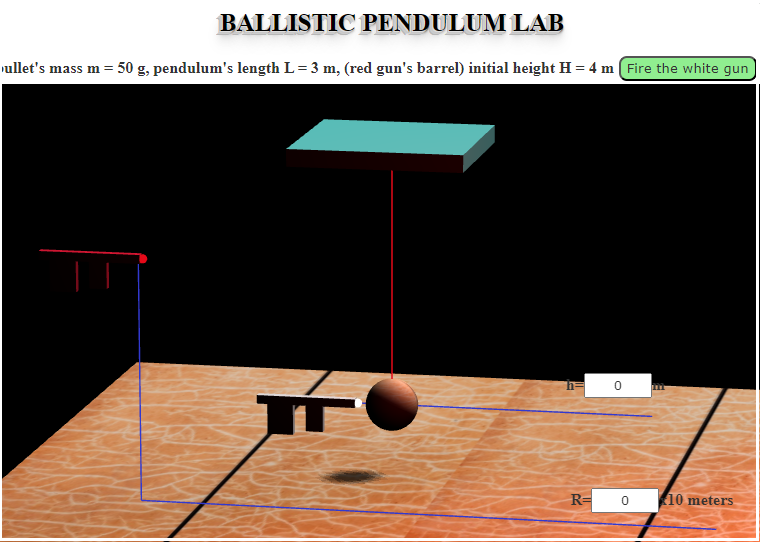 BALLISTIC PENDULUM LAB
ullet's mass m = 50 g, pendulum's length L = 3 m, (red gun's barrel) initial height H = 4 m Fire the white gun
h= 0 m
R= 0 x10 meters